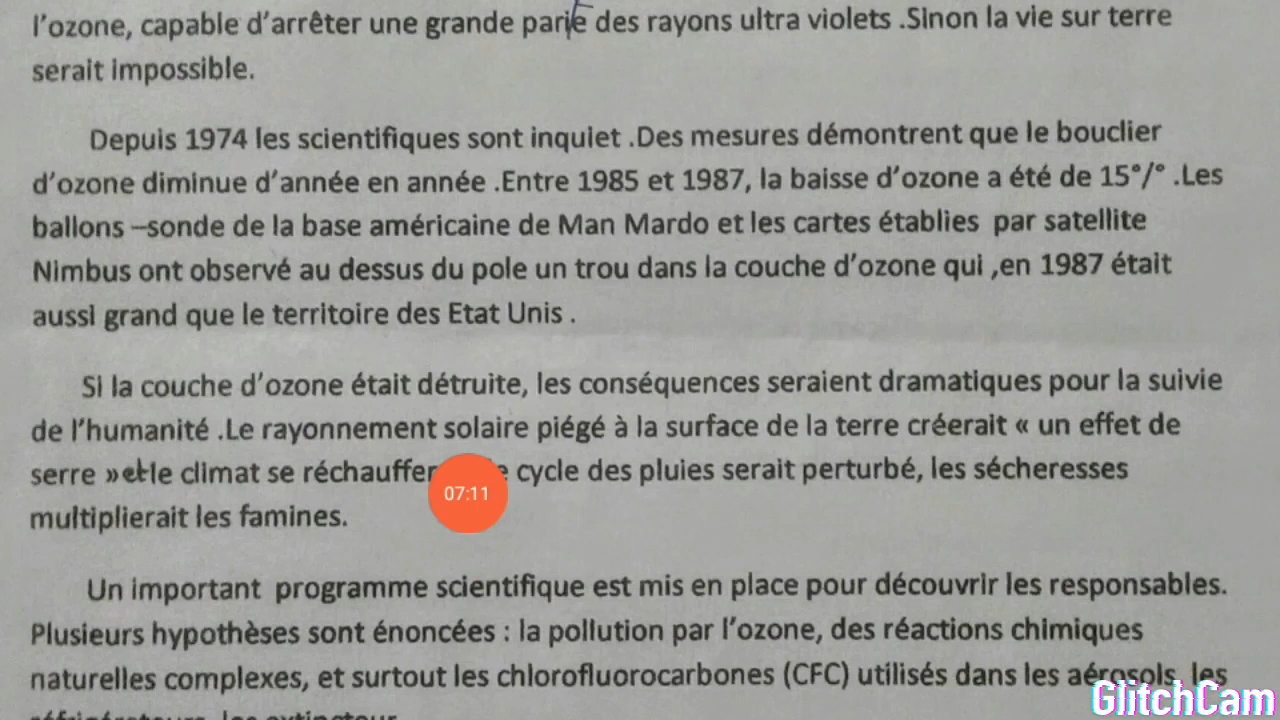 l'ozone, capable d'arrêter une grande partie des rayons ultra violets .Sinon la vie sur terre
serait impossible.
Depuis 1974 les scientifiques sont inquiet .Des mesures démontrent que le bouclier
d'ozone diminue d'année en année .Entre 1985 et 1987, la baisse d'ozone a été de 15°/° .Les
ballons –sonde de la base américaine de Man Mardo et les cartes établies par satellite
Nimbus ont observé au dessus du pole un trou dans la couche d'ozone qui ,en 1987 était
aussi grand que le territoire des Etat Unis .
Si la couche d'ozone était détruite, les conséquences seraient dramatiques pour la suivie
de l'humanité .Le rayonnement solaire piégé à la surface de la terre créerait « un effet de
serre » et le climat se
07:11
cycle des pluies serait perturbé, les sécheresses
multiplierait les famines.
Un important programme scientifique est mis en place pour découvrir les responsables.
Plusieurs hypothèses sont énoncées : la pollution par l'ozone, des réactions chimiques
naturelles complexes, et surtout les chlorofluorocarbones (CFC) utilisés dans les aérosols, les
GlitchCam